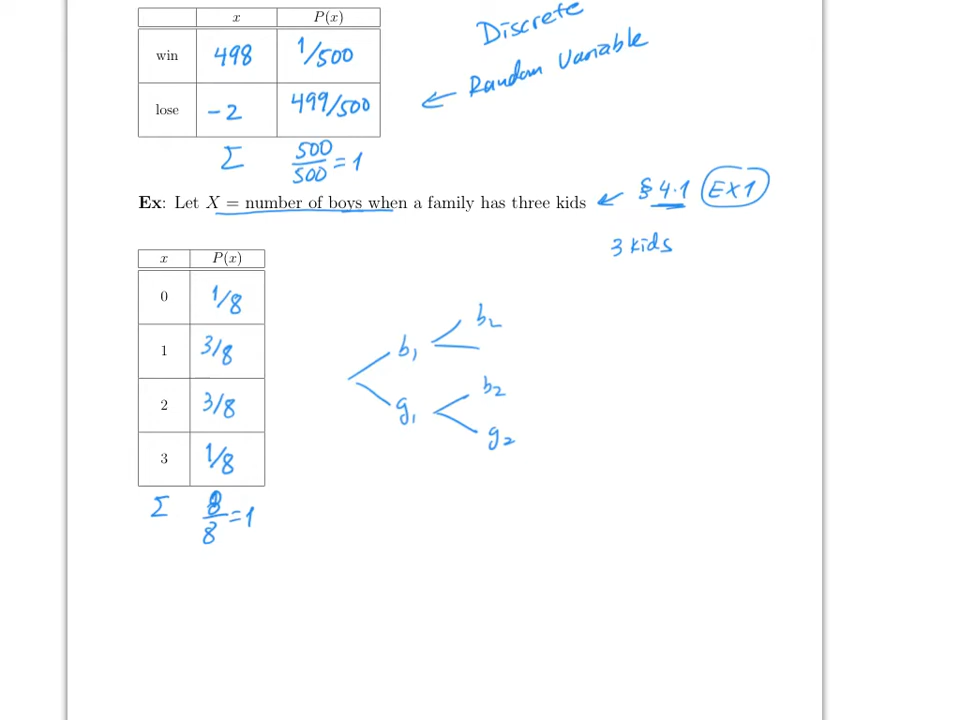 x P(x)
win 498 1/500
lose -2 499/500
Σ 500/500 = 1
Discrete
← Random Variable
Ex: Let X = number of boys when a family has three kids ← §4.1 EX1
3 kids
x P(x)
0 1/8
1 3/8
2 3/8
3 1/8
Σ 8/8 = 1
b₁ b₂
g₁ b₂
g₂